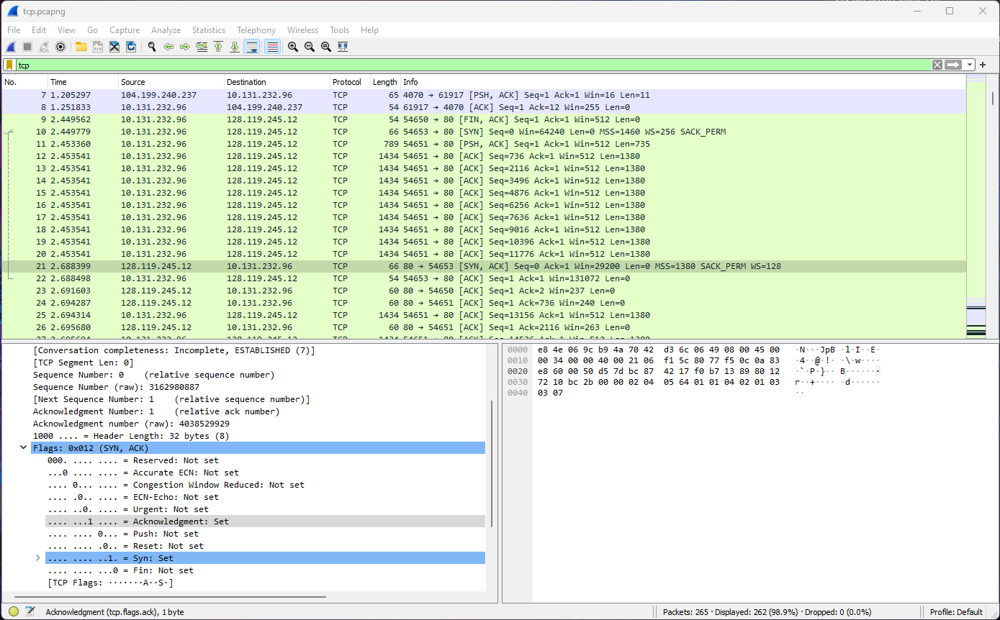 tcp.pcapng
File Edit View Go Capture Analyze Statistics Telephony Wireless Tools Help
tcp
No. Time Source Destination Protocol Length Info
7 1.205297 104.199.240.237 10.131.232.96 TCP 65 4070 → 61917 [PSH, ACK] Seq=1 Ack=1 Win=16 Len=11
8 1.251833 10.131.232.96 104.199.240.237 TCP 54 61917 → 4070 [ACK] Seq=1 Ack=12 Win=255 Len=0
9 2.449562 10.131.232.96 128.119.245.12 TCP 54 54650 → 80 [FIN, ACK] Seq=1 Ack=1 Win=512 Len=0
10 2.449779 10.131.232.96 128.119.245.12 TCP 66 54653 → 80 [SYN] Seq=0 Win=64240 Len=0 MSS=1460 WS=256 SACK_PERM
11 2.453360 10.131.232.96 128.119.245.12 TCP 789 54651 → 80 [PSH, ACK] Seq=1 Ack=1 Win=512 Len=735
12 2.453541 10.131.232.96 128.119.245.12 TCP 1434 54651 → 80 [ACK] Seq=736 Ack=1 Win=512 Len=1380
13 2.453541 10.131.232.96 128.119.245.12 TCP 1434 54651 → 80 [ACK] Seq=2116 Ack=1 Win=512 Len=1380
14 2.453541 10.131.232.96 128.119.245.12 TCP 1434 54651 → 80 [ACK] Seq=3496 Ack=1 Win=512 Len=1380
15 2.453541 10.131.232.96 128.119.245.12 TCP 1434 54651 → 80 [ACK] Seq=4876 Ack=1 Win=512 Len=1380
16 2.453541 10.131.232.96 128.119.245.12 TCP 1434 54651 → 80 [ACK] Seq=6256 Ack=1 Win=512 Len=1380
17 2.453541 10.131.232.96 128.119.245.12 TCP 1434 54651 → 80 [ACK] Seq=7636 Ack=1 Win=512 Len=1380
18 2.453541 10.131.232.96 128.119.245.12 TCP 1434 54651 → 80 [ACK] Seq=9016 Ack=1 Win=512 Len=1380
19 2.453541 10.131.232.96 128.119.245.12 TCP 1434 54651 → 80 [ACK] Seq=10396 Ack=1 Win=512 Len=1380
20 2.453541 10.131.232.96 128.119.245.12 TCP 1434 54651 → 80 [ACK] Seq=11776 Ack=1 Win=512 Len=1380
21 2.688399 128.119.245.12 10.131.232.96 TCP 66 80 → 54653 [SYN, ACK] Seq=0 Ack=1 Win=29200 Len=0 MSS=1380 SACK_PERM WS=128
22 2.688498 10.131.232.96 128.119.245.12 TCP 54 54653 → 80 [ACK] Seq=1 Ack=1 Win=131072 Len=0
23 2.691603 128.119.245.12 10.131.232.96 TCP 60 80 → 54650 [ACK] Seq=1 Ack=2 Win=237 Len=0
24 2.694287 128.119.245.12 10.131.232.96 TCP 60 80 → 54651 [ACK] Seq=1 Ack=736 Win=240 Len=0
25 2.694314 10.131.232.96 128.119.245.12 TCP 1434 54651 → 80 [ACK] Seq=13156 Ack=1 Win=512 Len=1380
26 2.695680 128.119.245.12 10.131.232.96 TCP 60 80 → 54651 [ACK] Seq=1 Ack=2116 Win=263 Len=0
[Conversation completeness: Incomplete, ESTABLISHED (7)]
[TCP Segment Len: 0]
Sequence Number: 0 (relative sequence number)
Sequence Number (raw): 3162980887
[Next Sequence Number: 1 (relative sequence number)]
Acknowledgment Number: 1 (relative ack number)
Acknowledgment number (raw): 4038529929
1000 .... = Header Length: 32 bytes (8)
Flags: 0x012 (SYN, ACK)
000. .... .... = Reserved: Not set
...0 .... .... = Accurate ECN: Not set
.... 0... .... = Congestion Window Reduced: Not set
.... .0.. .... = ECN-Echo: Not set
.... ..0. .... = Urgent: Not set
.... ...1 .... = Acknowledgment: Set
.... .... 0... = Push: Not set
.... .... .0.. = Reset: Not set
.... .... ..1. = Syn: Set
.... .... ...0 = Fin: Not set
[TCP Flags: ·······A··S·]
0000 e8 4e 06 9c b9 4a 70 42 d3 6c 06 49 08 00 45 00 ·N···JpB ·l·I··E·
0010 00 34 00 00 40 00 21 06 f1 5c 80 77 f5 0c 0a 83 ·4··@·!· ·\·w····
0020 e8 60 00 50 d5 7d bc 87 42 17 f0 b7 13 89 80 12 ·`·P·}·· B·······
0030 72 10 bc 2b 00 00 02 04 05 64 01 01 04 02 01 03 r··+···· ·d······
0040 03 07 ··
Acknowledgment (tcp.flags.ack), 1 byte
Packets: 265 · Displayed: 262 (98.9%) · Dropped: 0 (0.0%)
Profile: Default